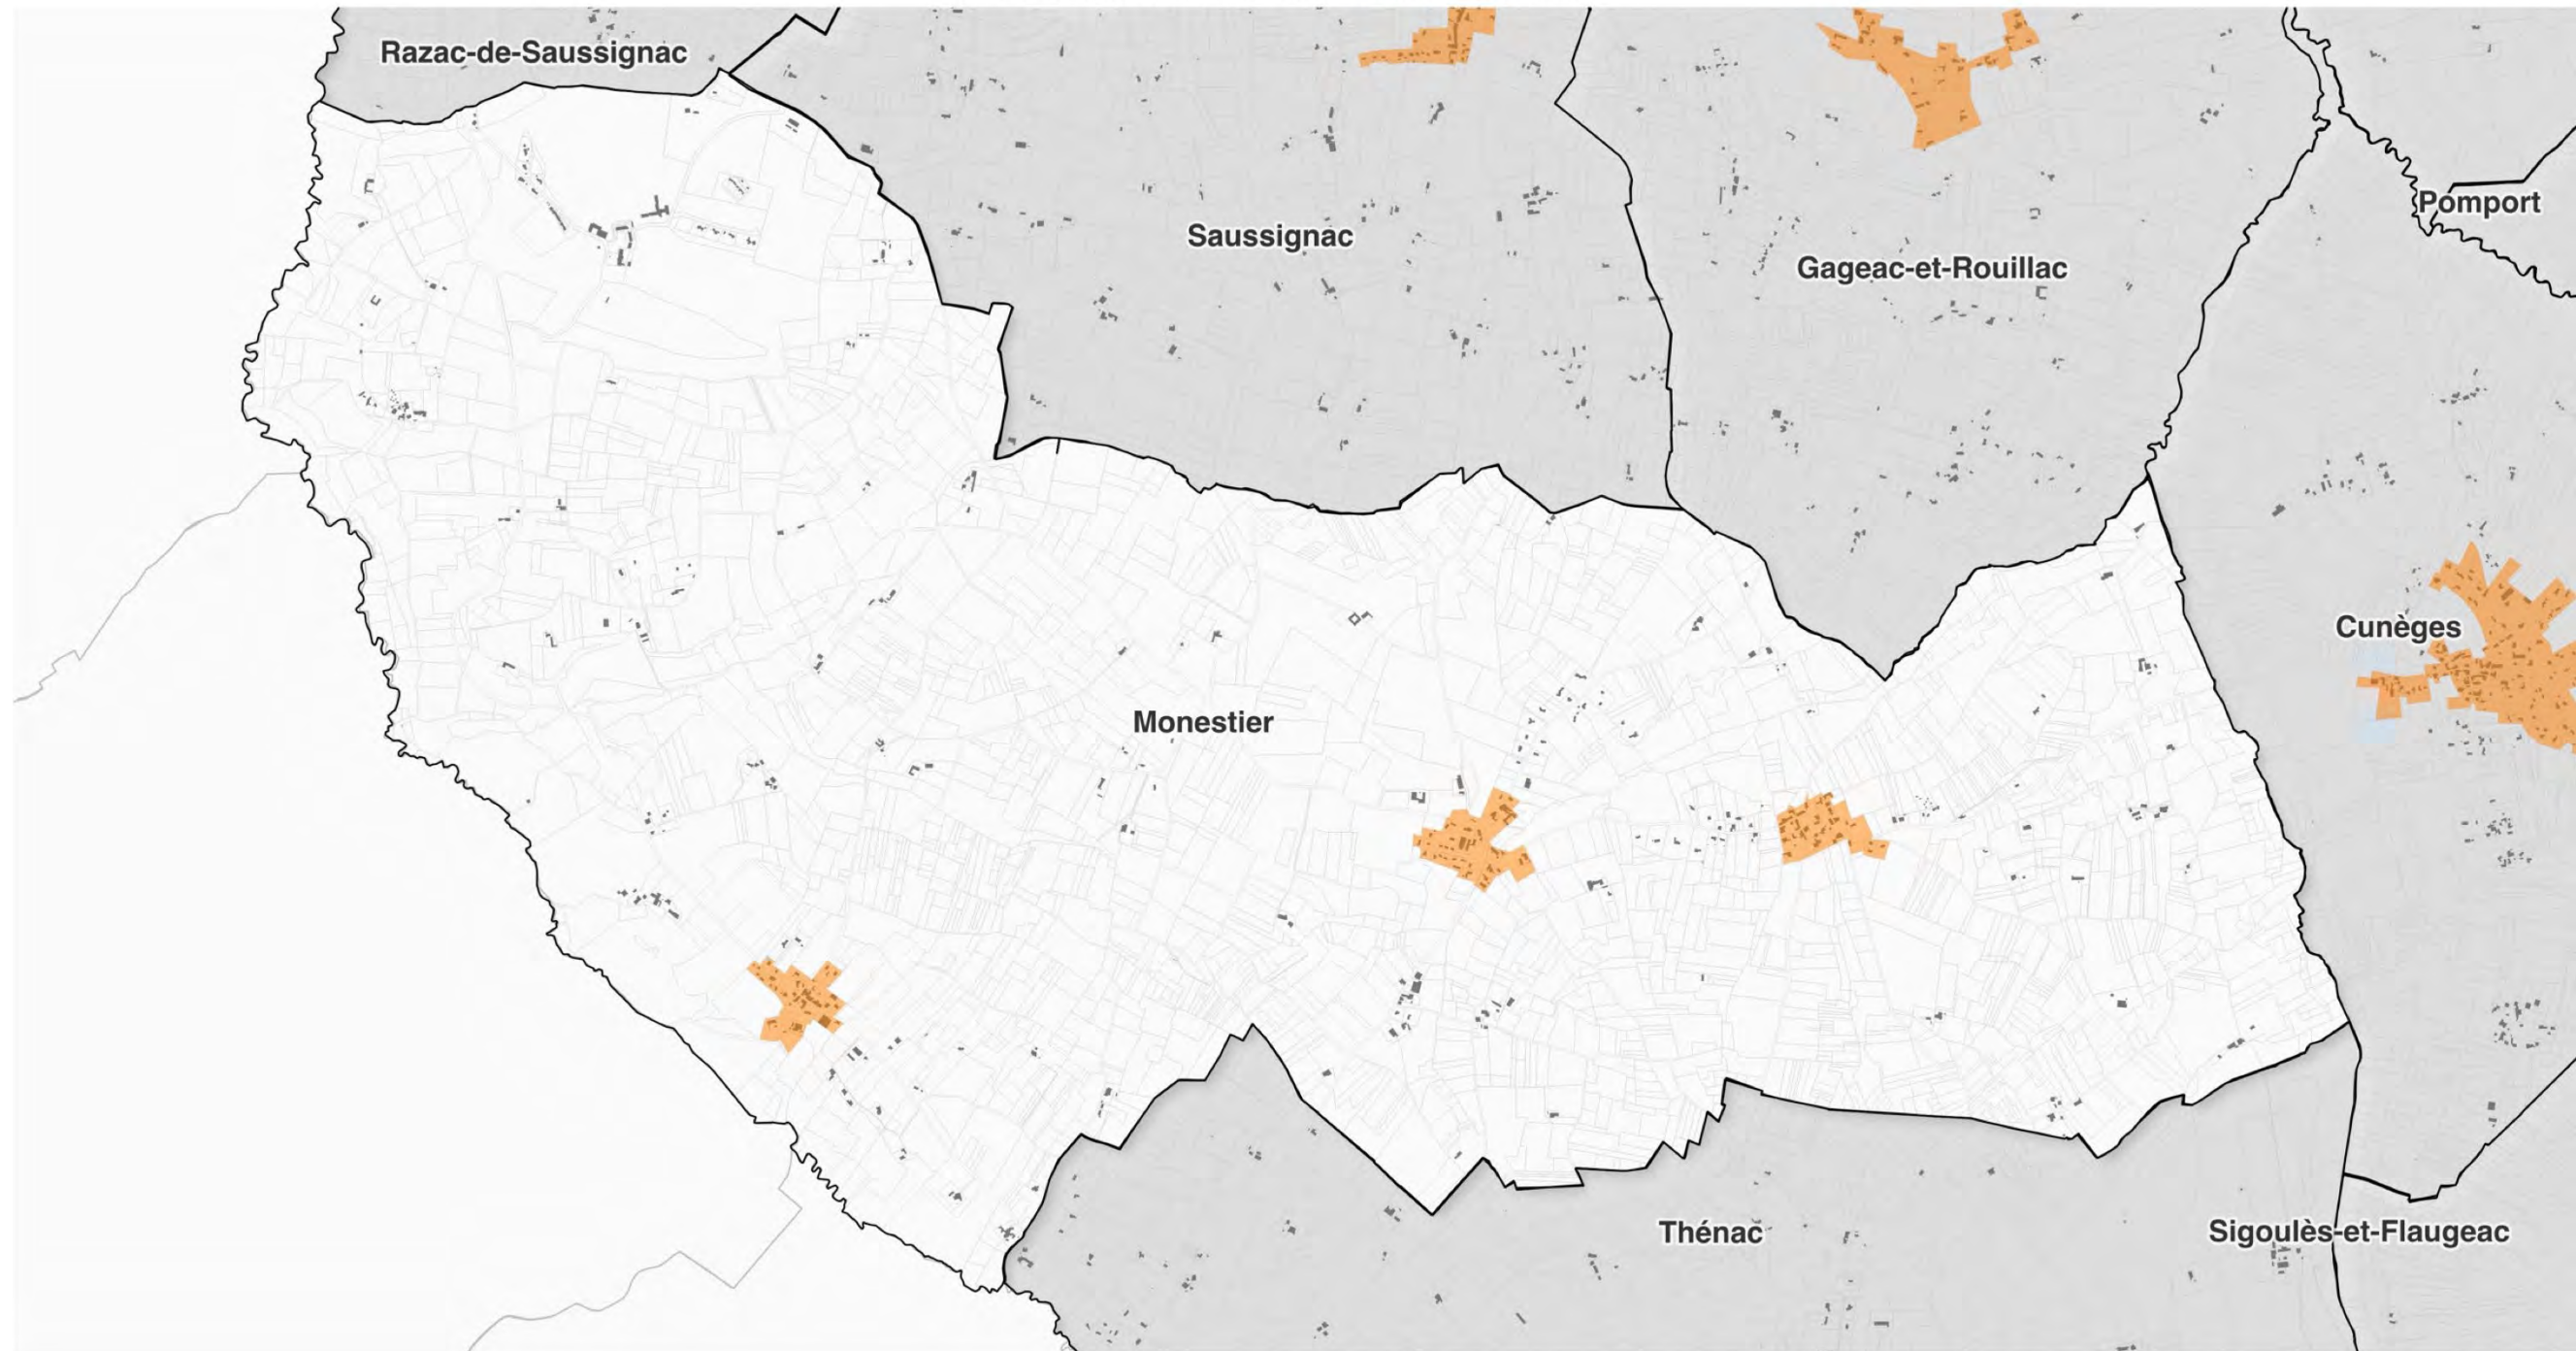 Razac-de-Saussignac
Pomport
Saussignac
Gageac-et-Rouillac
Cunèges
Monestier
Thénac
Sigoulès-et-Flaugeac